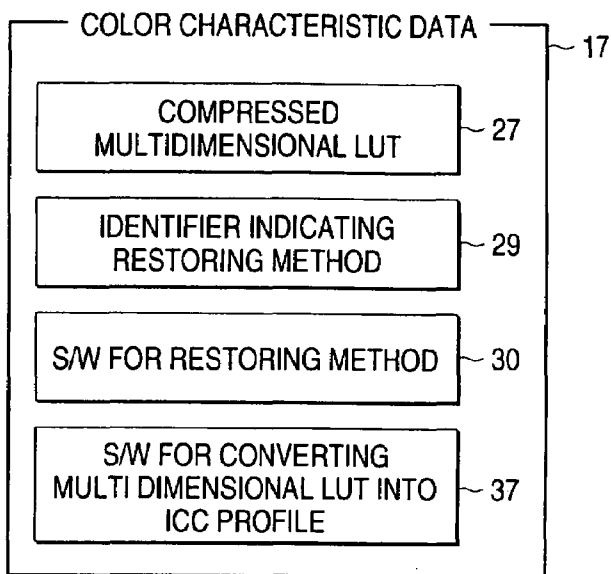 COLOR CHARACTERISTIC DATA
17
COMPRESSED
MULTIDIMENSIONAL LUT
27
IDENTIFIER INDICATING
RESTORING METHOD
29
S/W FOR RESTORING METHOD
30
S/W FOR CONVERTING
MULTI DIMENSIONAL LUT INTO
ICC PROFILE
37